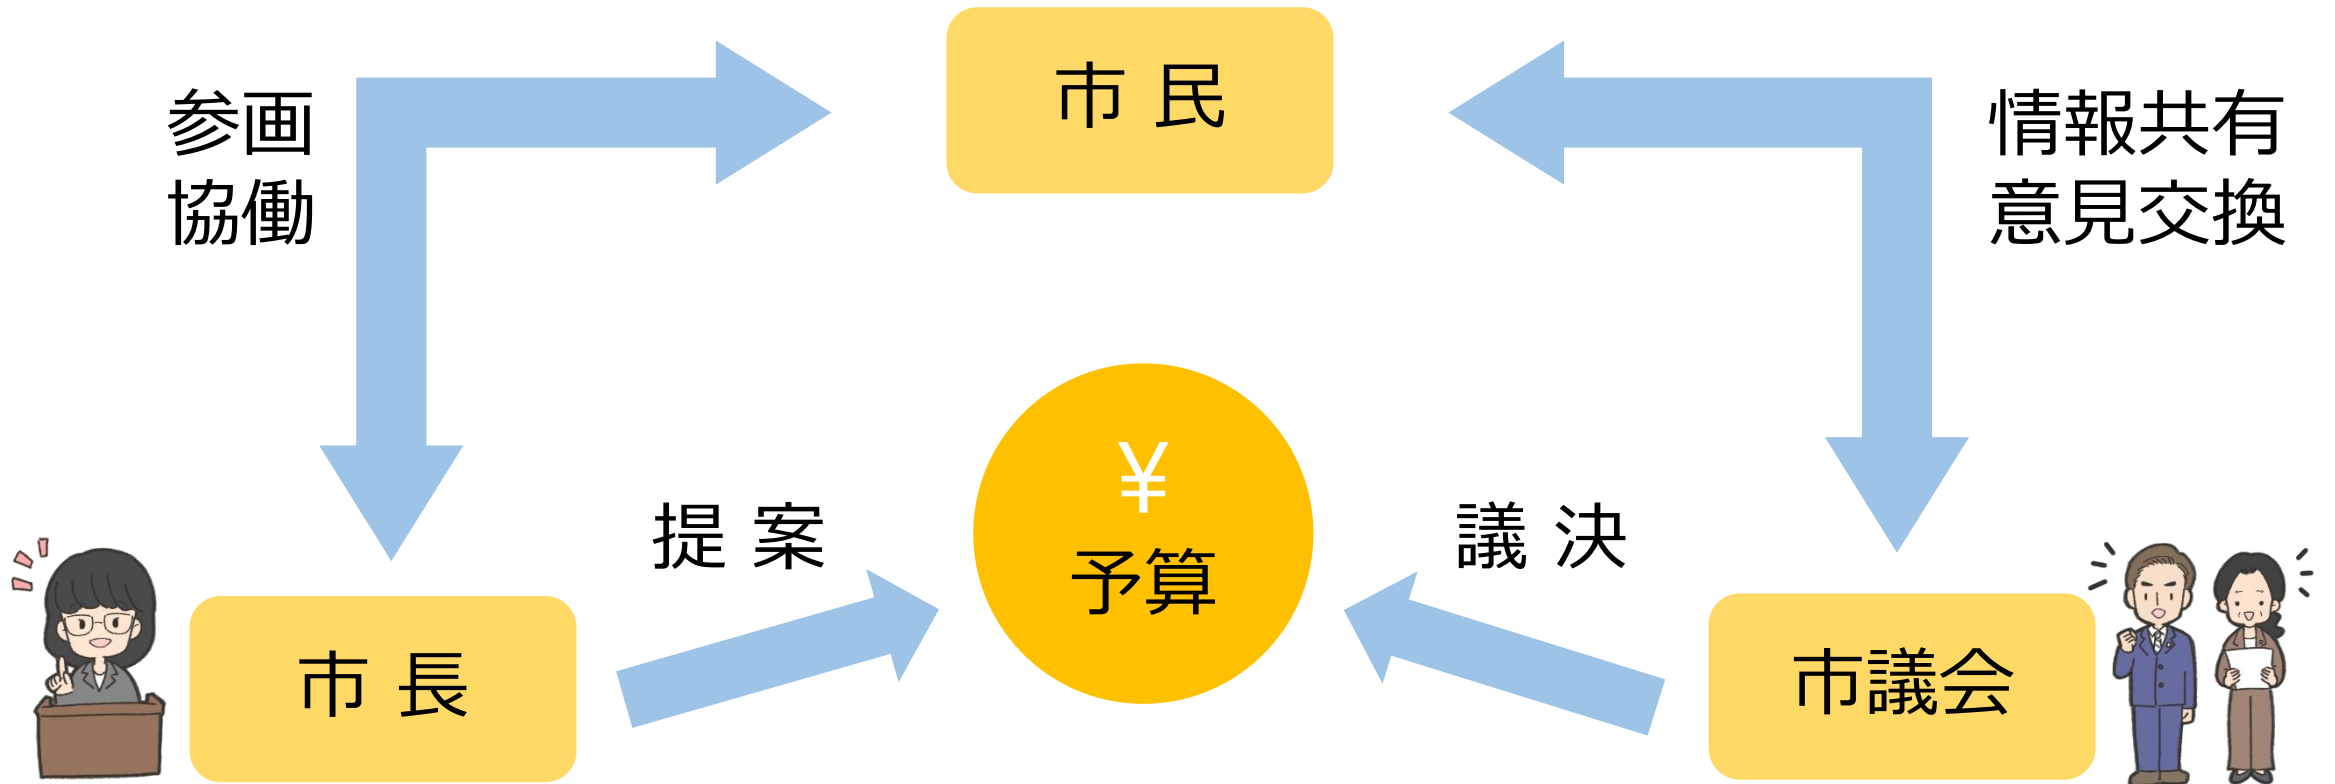 市 民
参画
協働
情報共有
意見交換
¥
予算
提 案
議 決
市 長
市議会